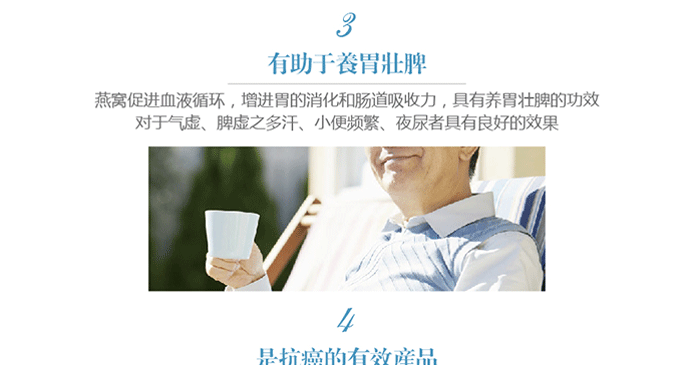 3
有助于養胃壯脾
燕窝促进血液循环，增进胃的消化和肠道吸收力，具有养胃壮脾的功效
对于气虚、脾虚之多汗、小便频繁、夜尿者具有良好的效果
4
是抗癌的有效産品